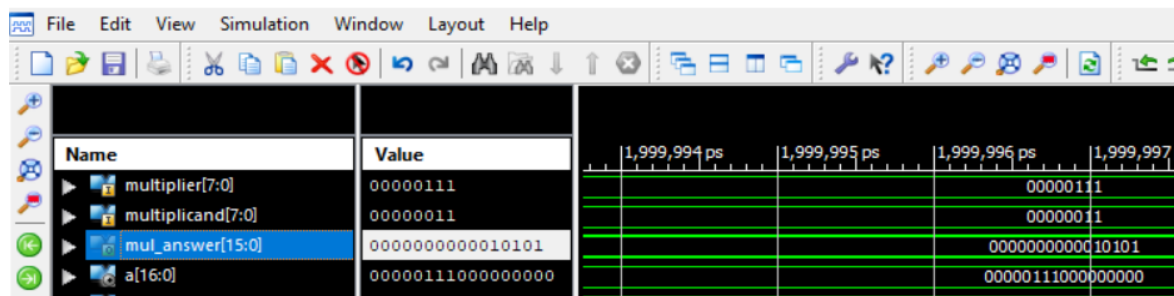 File Edit View Simulation Window Layout Help
Name Value
1,999,994 ps 1,999,995 ps 1,999,996 ps 1,999,997
multiplier[7:0] 00000111 00000111
multiplicand[7:0] 00000011 00000011
mul_answer[15:0] 0000000000010101 0000000000010101
a[16:0] 00000111000000000 00000111000000000